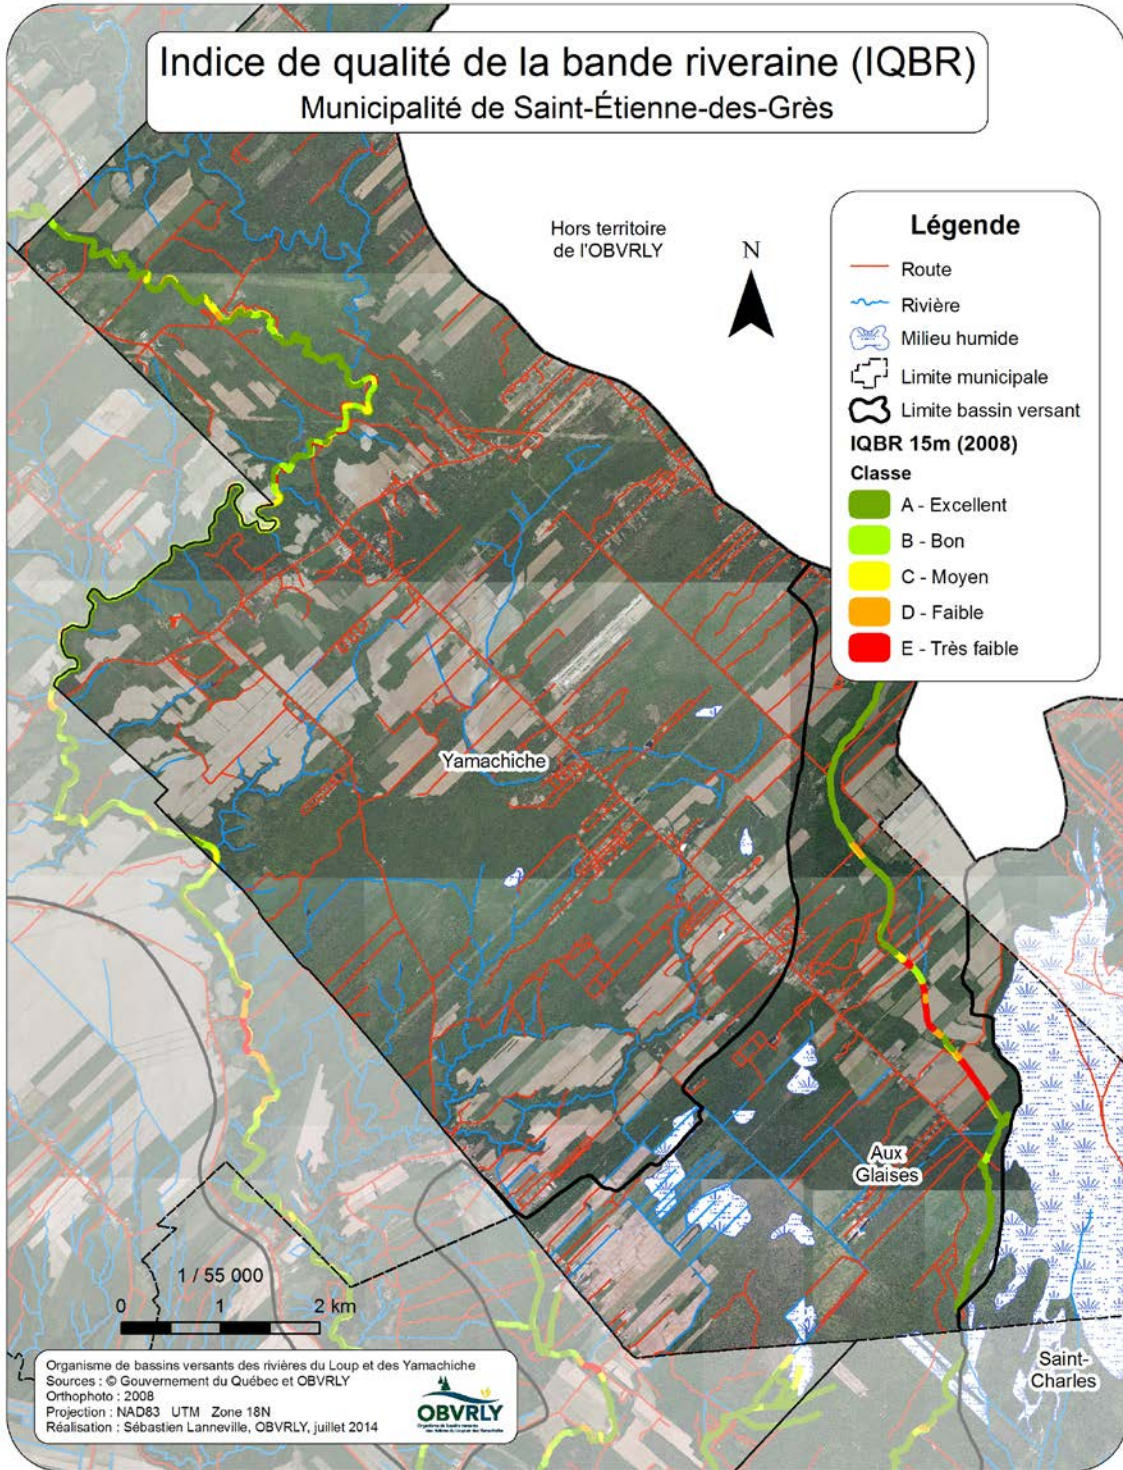 Indice de qualité de la bande riveraine (IQBR)
Municipalité de Saint-Étienne-des-Grès
Hors territoire
de l'OBVRLY
N
Légende
Route
Rivière
Milieu humide
Limite municipale
Limite bassin versant
IQBR 15m (2008)
Classe
A - Excellent
B - Bon
C - Moyen
D - Faible
E - Très faible
Yamachiche
Aux
Glaises
Saint-
Charles
1 / 55 000
0 1 2 km
Organisme de bassins versants des rivières du Loup et des Yamachiche
Sources : © Gouvernement du Québec et OBVRLY
Orthophoto : 2008
Projection : NAD83 UTM Zone 18N
Réalisation : Sébastien Lanneville, OBVRLY, juillet 2014
OBVRLY